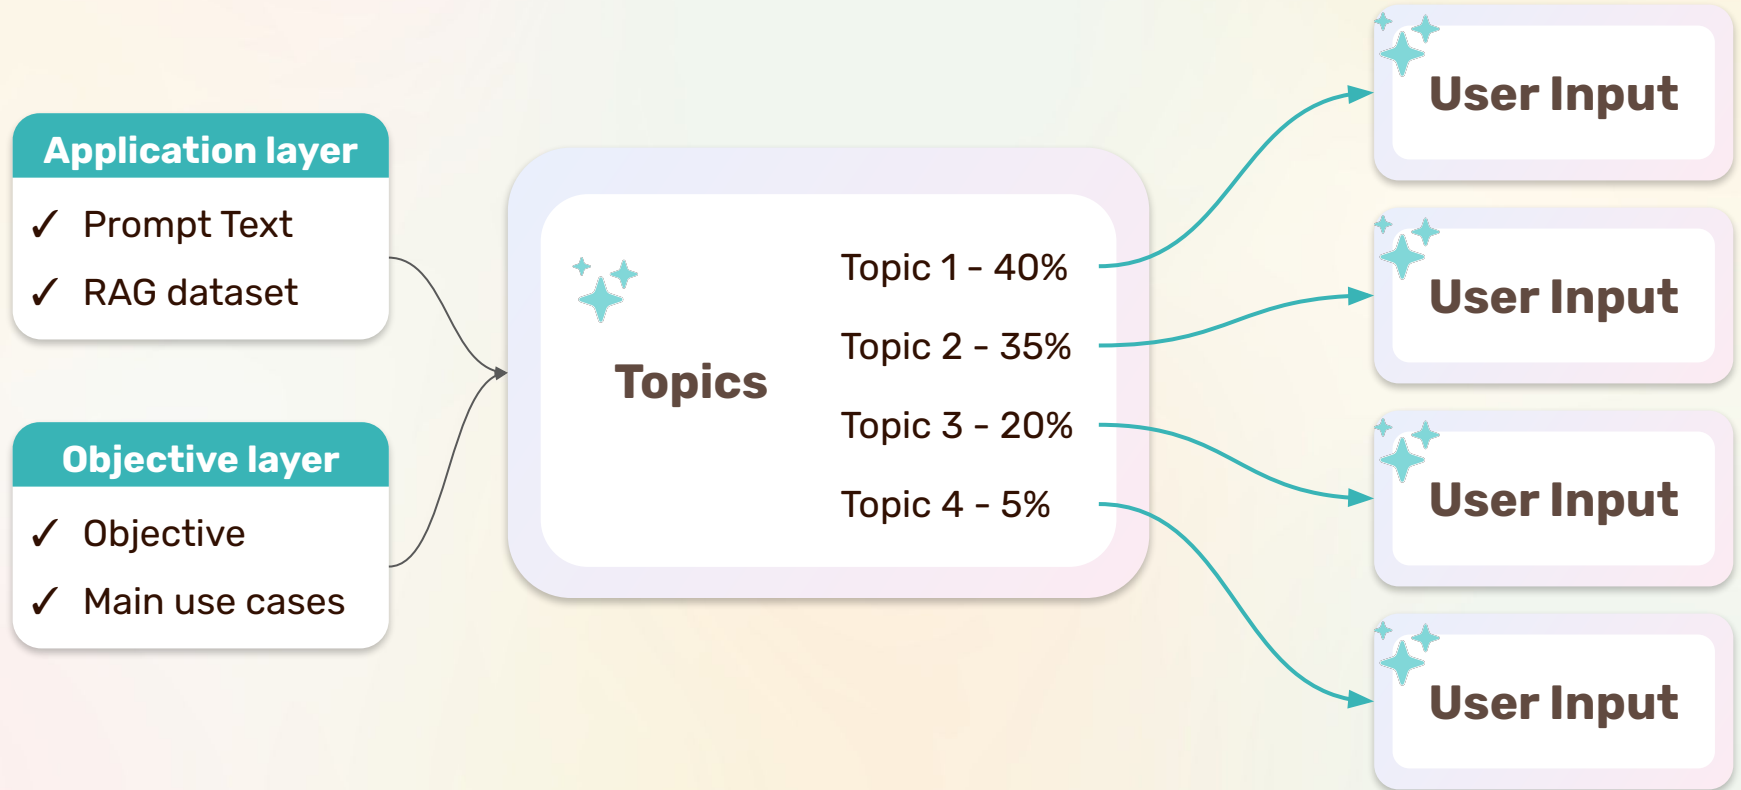 Application layer
✓ Prompt Text
✓ RAG dataset
Objective layer
✓ Objective
✓ Main use cases
Topics
Topic 1 - 40%
Topic 2 - 35%
Topic 3 - 20%
Topic 4 - 5%
User Input
User Input
User Input
User Input